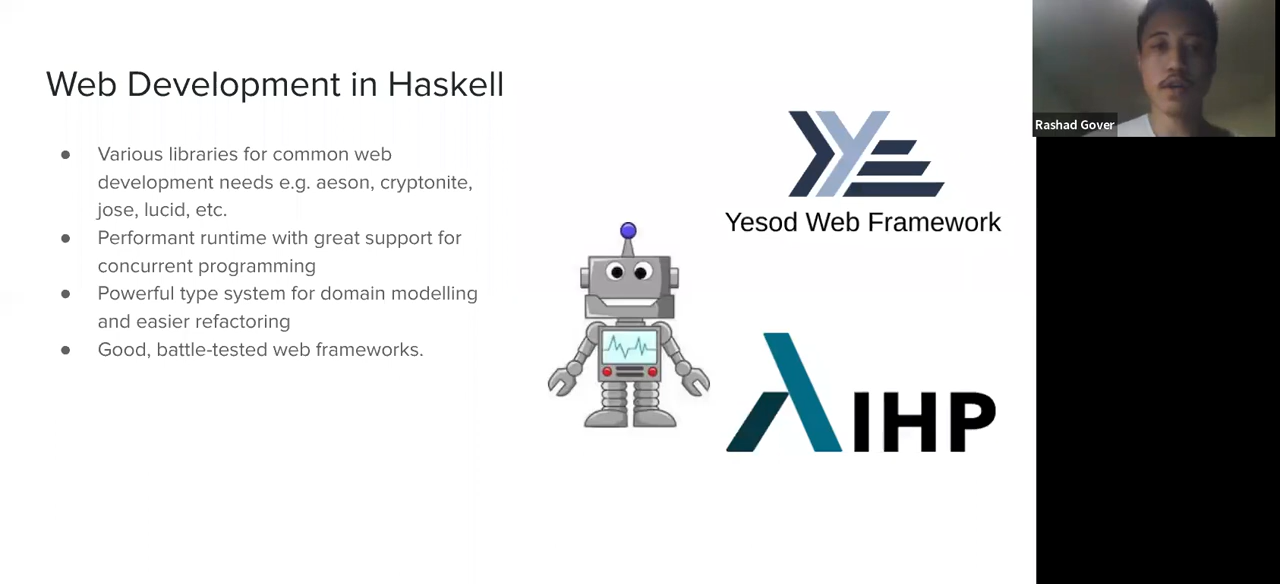 Web Development in Haskell
● Various libraries for common web
development needs e.g. aeson, cryptonite,
jose, lucid, etc.
● Performant runtime with great support for
concurrent programming
● Powerful type system for domain modelling
and easier refactoring
● Good, battle-tested web frameworks.
Yesod Web Framework
IHP
Rashad Gover